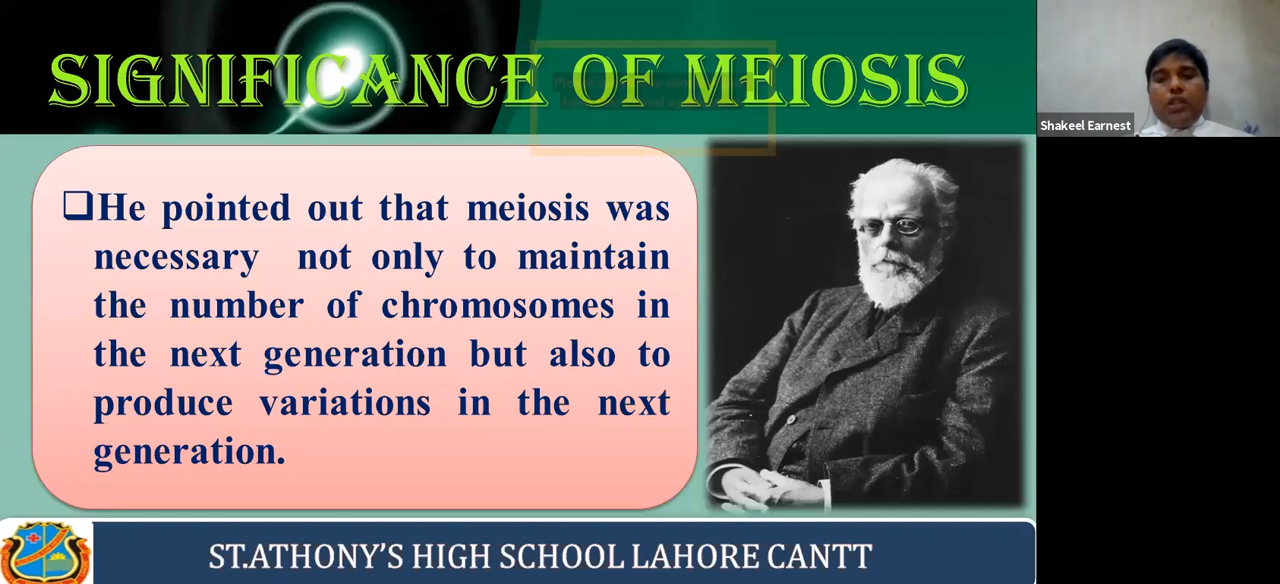 SIGNIFICANCE OF MEIOSIS
Shakeel Earnest
❑He pointed out that meiosis was
necessary not only to maintain
the number of chromosomes in
the next generation but also to
produce variations in the next
generation.
ST.ATHONY'S HIGH SCHOOL LAHORE CANTT